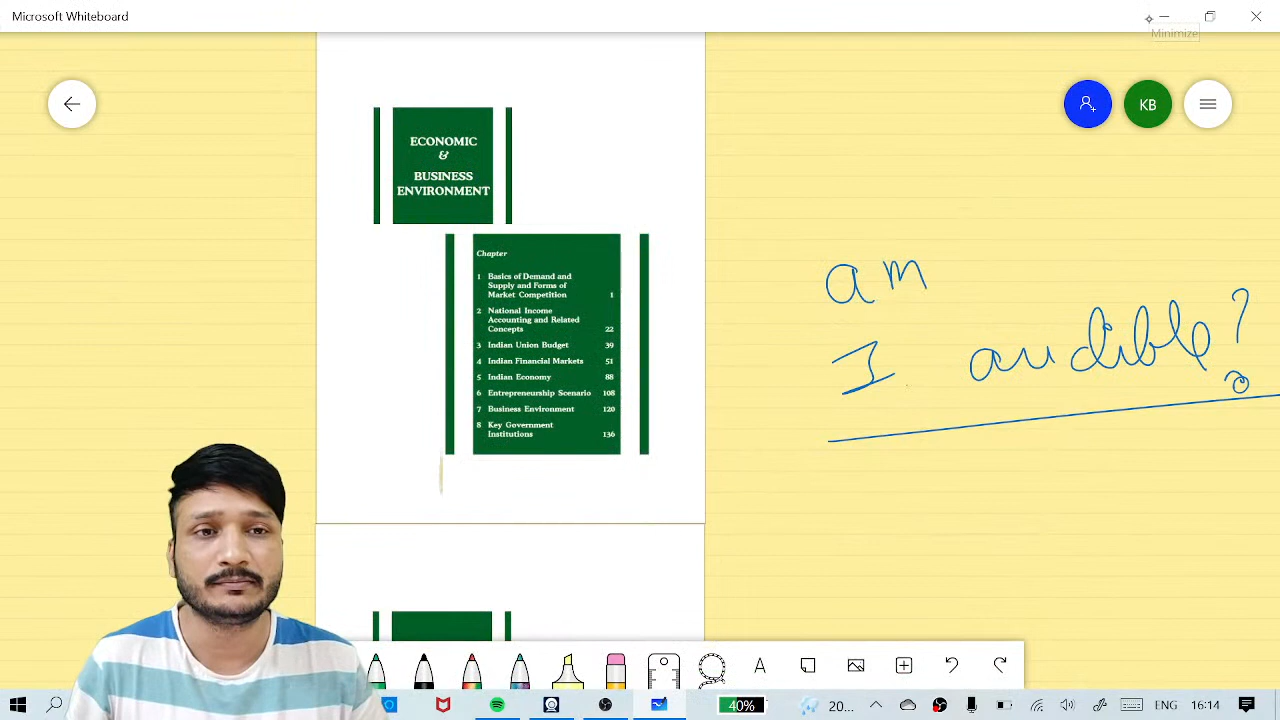 Microsoft Whiteboard
Minimize
KB
ECONOMIC
&
BUSINESS
ENVIRONMENT
Chapter
1 Basics of Demand and
Supply and Forms of
Market Competition 1
2 National Income
Accounting and Related
Concepts 22
3 Indian Union Budget 39
4 Indian Financial Markets 51
5 Indian Economy 88
6 Entrepreneurship Scenario 108
7 Business Environment 120
8 Key Government
Institutions 136
am
I audible?
A
40%
20...
ENG
16:14